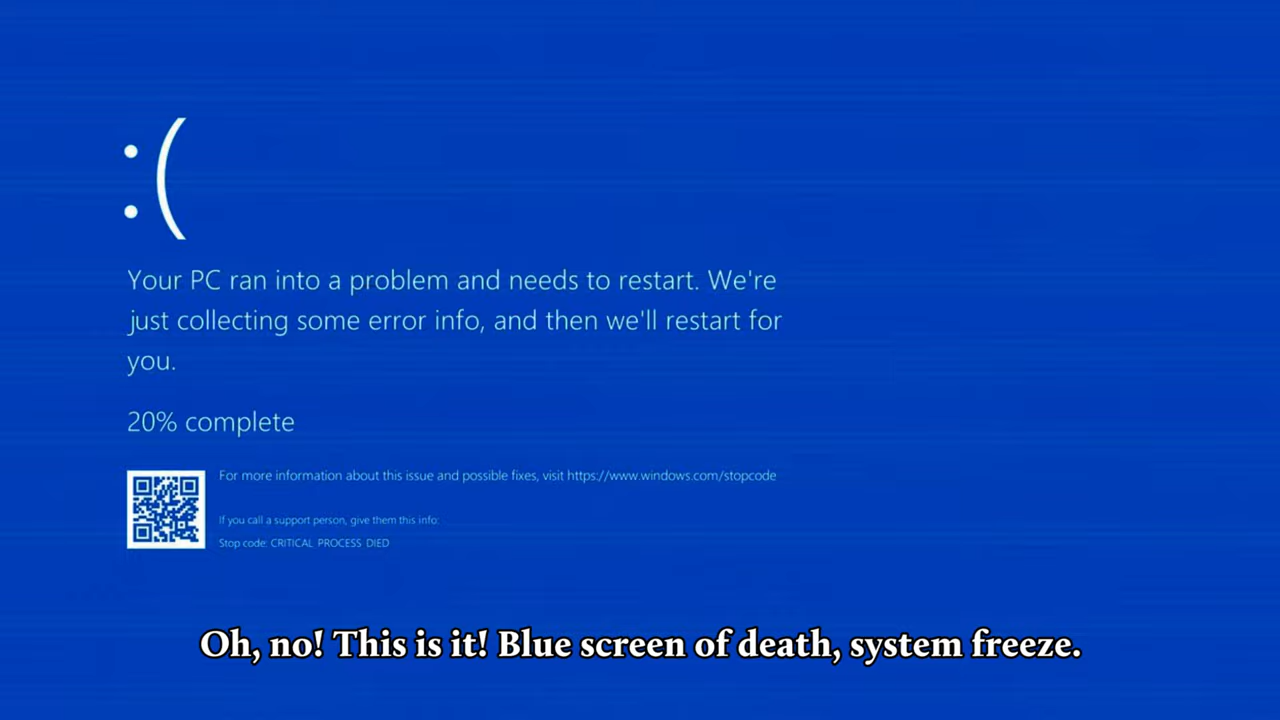 :(
Your PC ran into a problem and needs to restart. We're
just collecting some error info, and then we'll restart for
you.
20% complete
For more information about this issue and possible fixes, visit https://www.windows.com/stopcode
If you call a support person, give them this info:
Stop code: CRITICAL PROCESS DIED
Oh, no! This is it! Blue screen of death, system freeze.